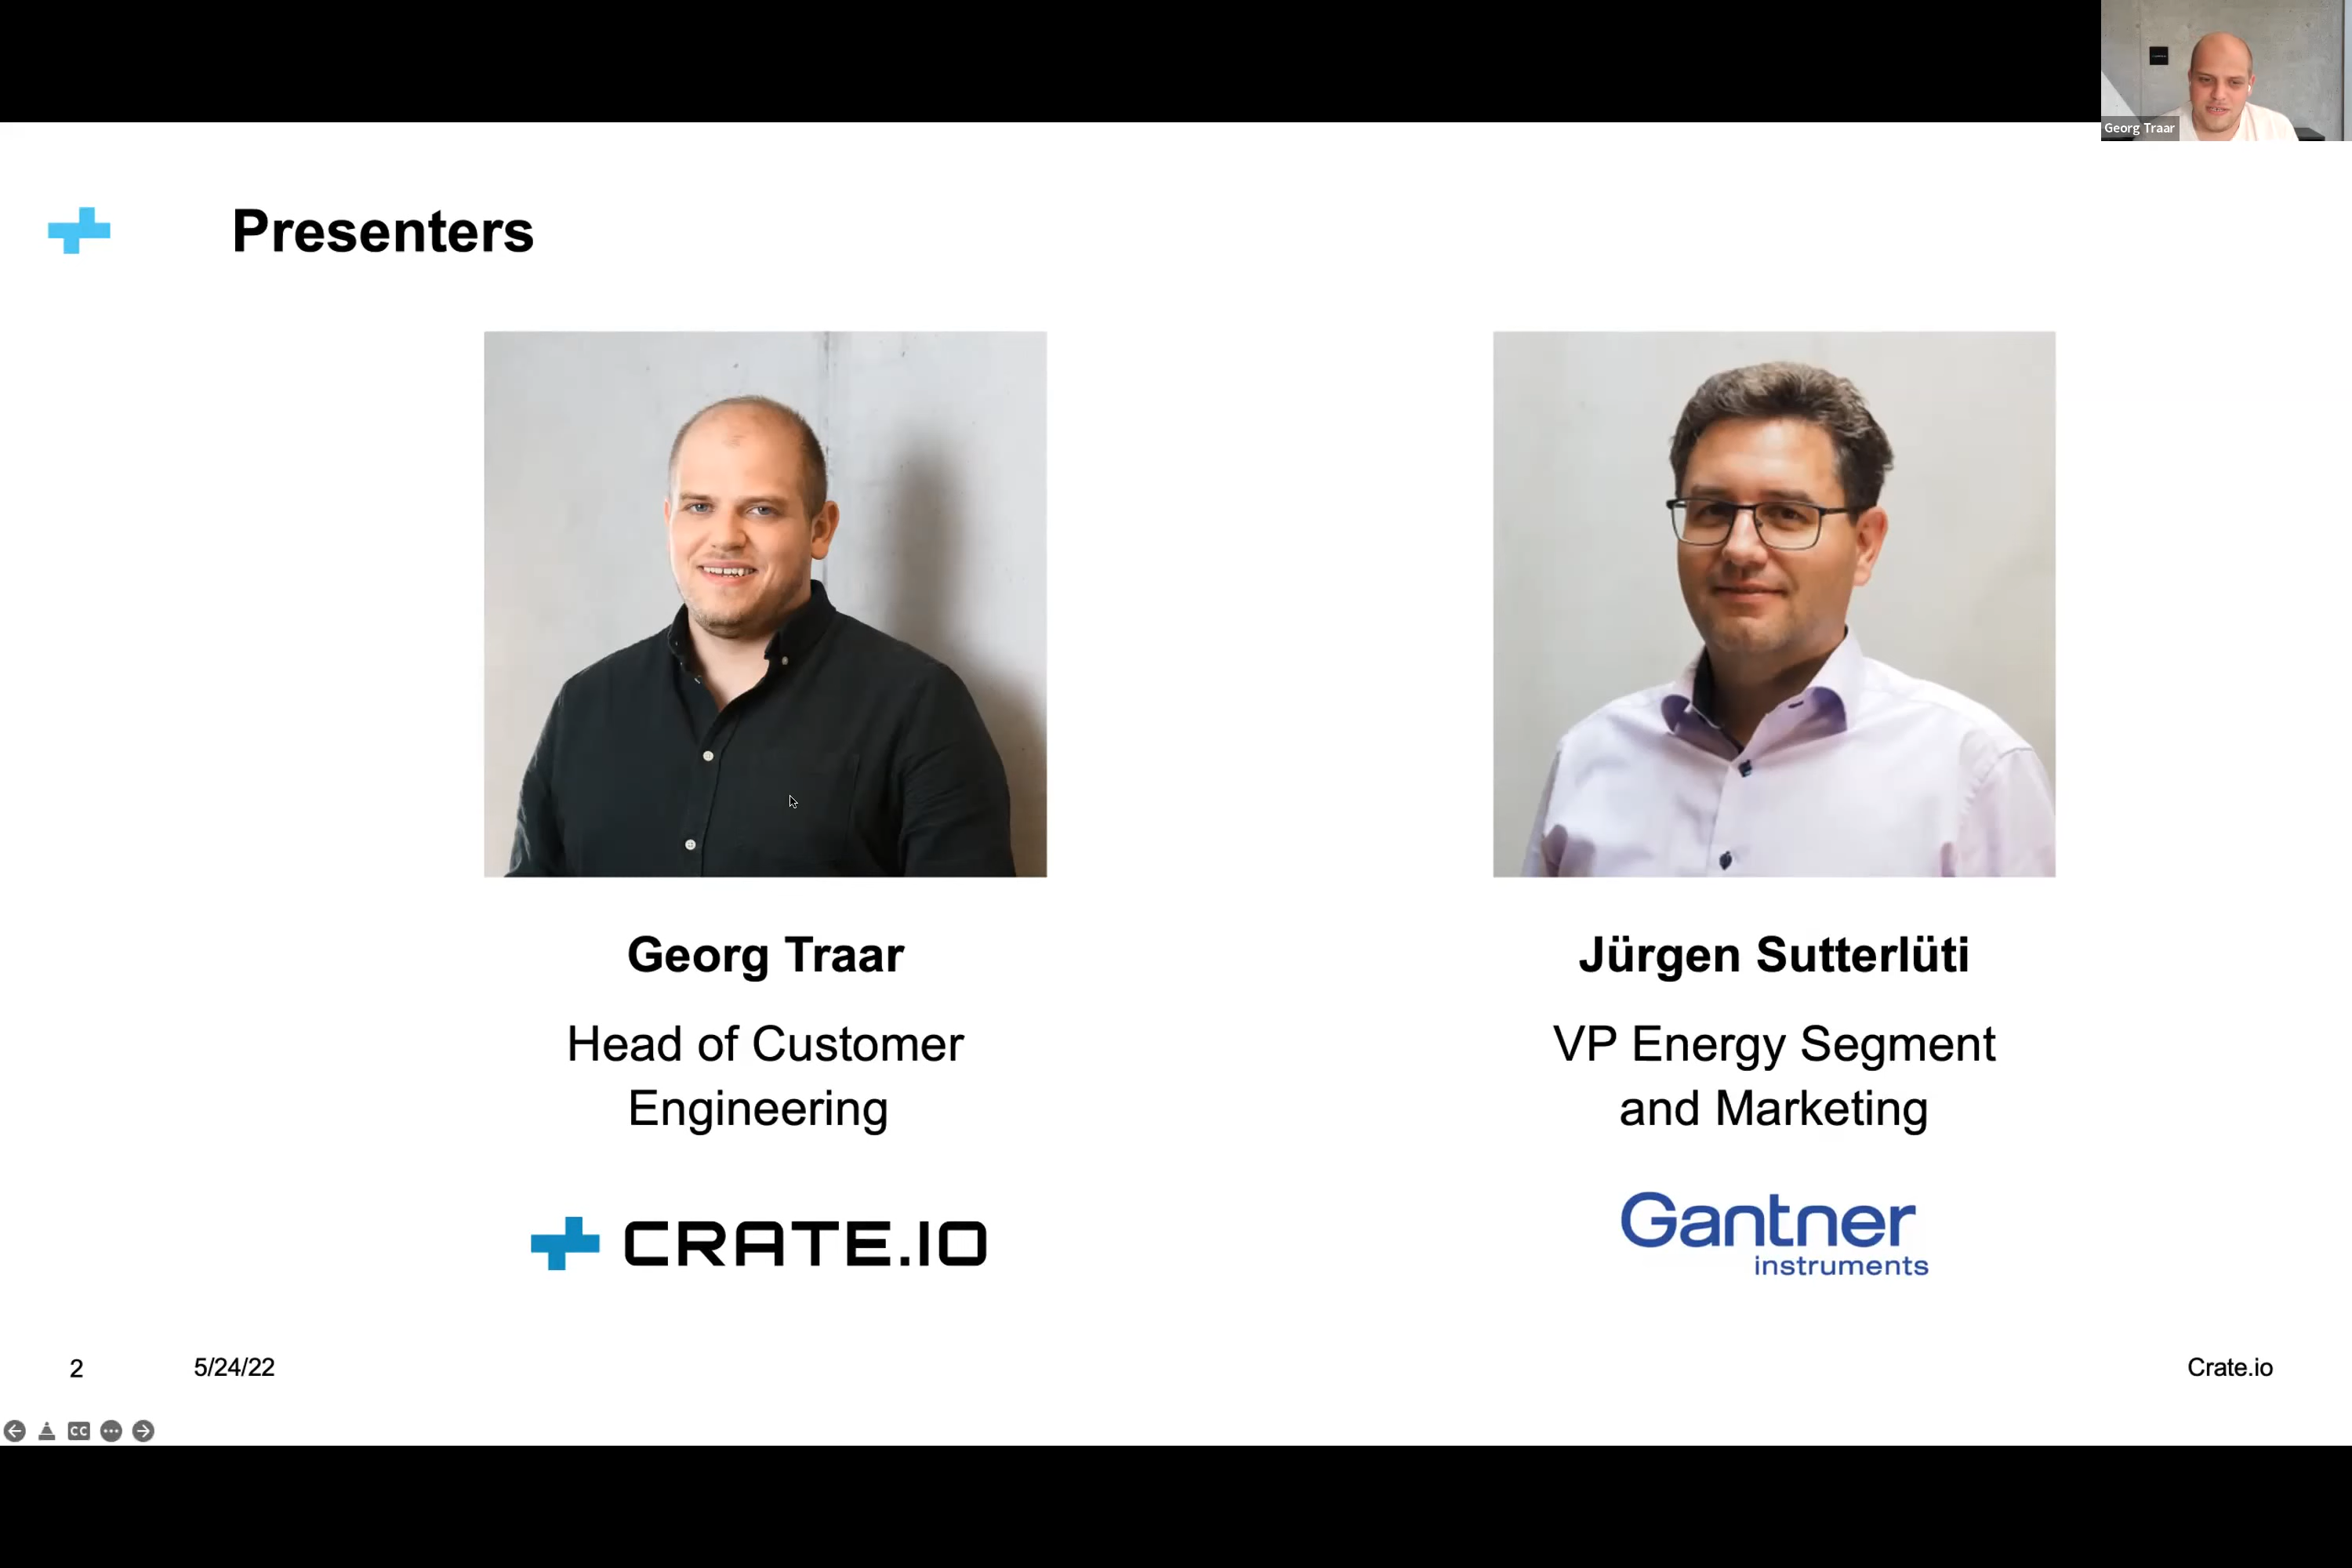 Georg Traar
Presenters
Georg Traar
Head of Customer
Engineering
CRATE.IO
Jürgen Sutterlüti
VP Energy Segment
and Marketing
Gantner
instruments
2
5/24/22
Crate.io
CC